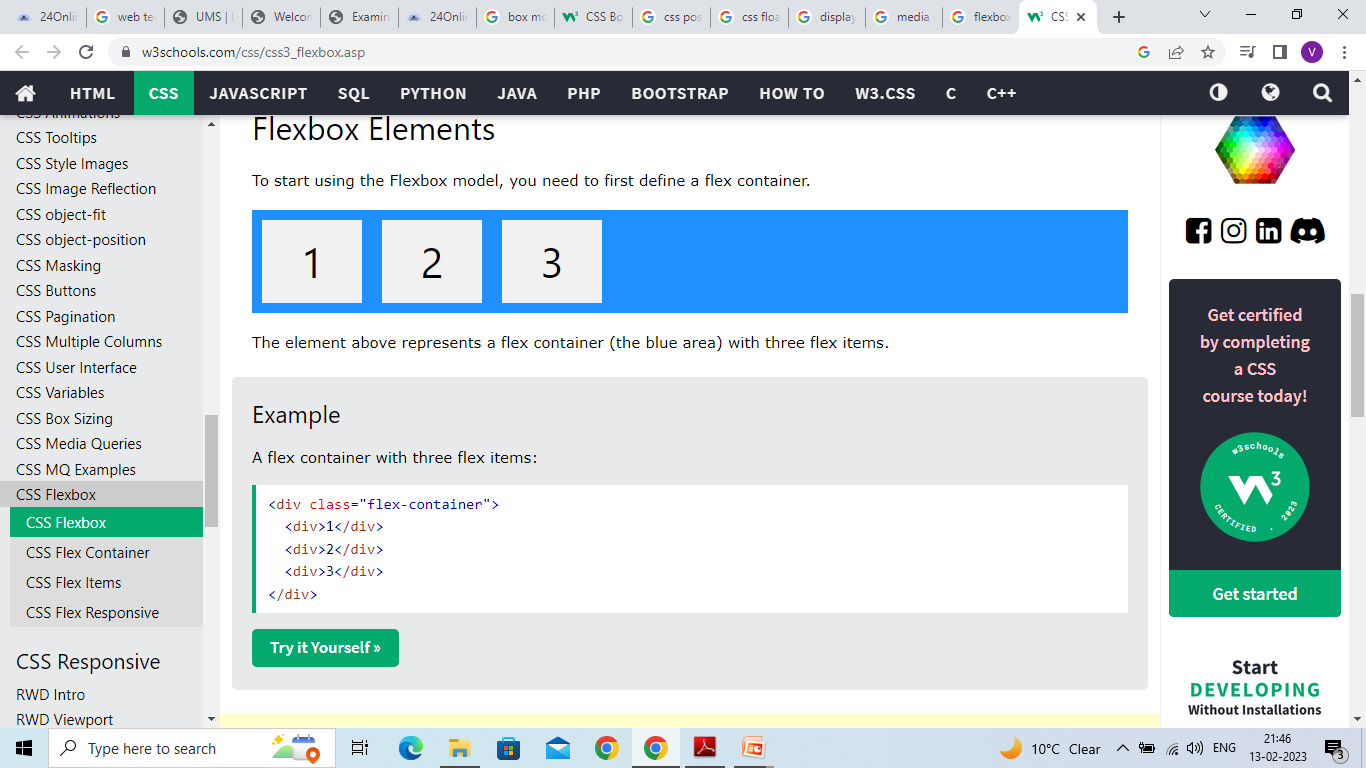 24Onlin
web te
UMS |
Welcon
Examin
24Onlin
box mo
CSS Bo
css pos
css floa
display
media
flexbox
CSS
w3schools.com/css/css3_flexbox.asp
V
HTML CSS JAVASCRIPT SQL PYTHON JAVA PHP BOOTSTRAP HOW TO W3.CSS C C++
CSS Animations
CSS Tooltips
CSS Style Images
CSS Image Reflection
CSS object-fit
CSS object-position
CSS Masking
CSS Buttons
CSS Pagination
CSS Multiple Columns
CSS User Interface
CSS Variables
CSS Box Sizing
CSS Media Queries
CSS MQ Examples
CSS Flexbox
CSS Flexbox
CSS Flex Container
CSS Flex Items
CSS Flex Responsive
CSS Responsive
RWD Intro
RWD Viewport
Flexbox Elements
To start using the Flexbox model, you need to first define a flex container.
1 2 3
The element above represents a flex container (the blue area) with three flex items.
Example
A flex container with three flex items:
<div class="flex-container">
  <div>1</div>
  <div>2</div>
  <div>3</div>
</div>
Try it Yourself »
Get certified
by completing
a CSS
course today!
w3schools
3
CERTIFIED . 2023
Get started
Start
DEVELOPING
Without Installations
Type here to search
10°C Clear
ENG
21:46
13-02-2023
3